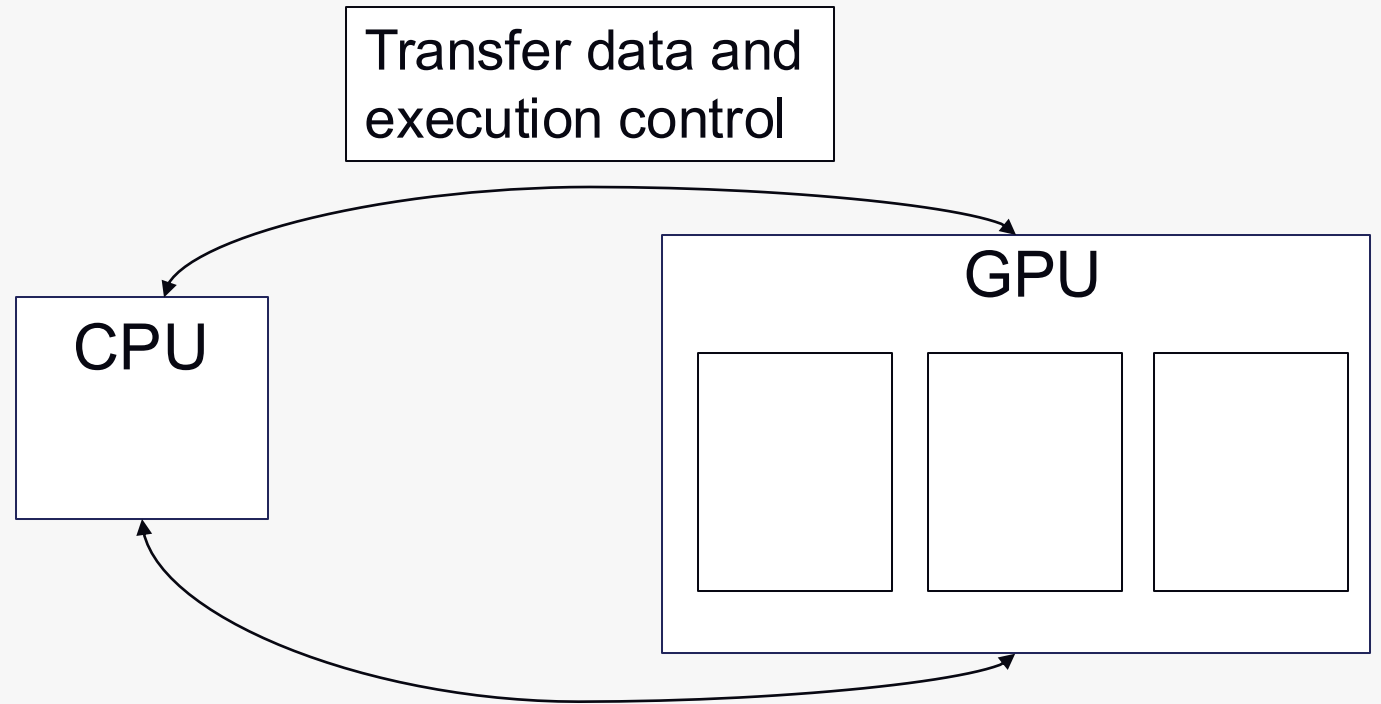 Transfer data and
execution control
GPU
CPU